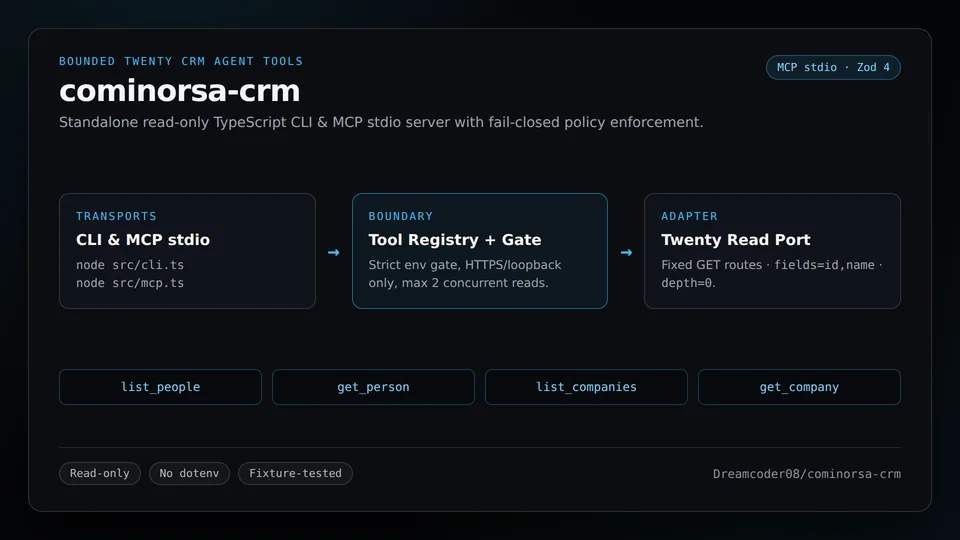 BOUNDED TWENTY CRM AGENT TOOLS
MCP stdio · Zod 4
cominorsa-crm
Standalone read-only TypeScript CLI & MCP stdio server with fail-closed policy enforcement.
TRANSPORTS
CLI & MCP stdio
node src/cli.ts
node src/mcp.ts
→
BOUNDARY
Tool Registry + Gate
Strict env gate, HTTPS/loopback
only, max 2 concurrent reads.
→
ADAPTER
Twenty Read Port
Fixed GET routes · fields=id,name ·
depth=0.
list_people
get_person
list_companies
get_company
Read-only
No dotenv
Fixture-tested
Dreamcoder08/cominorsa-crm